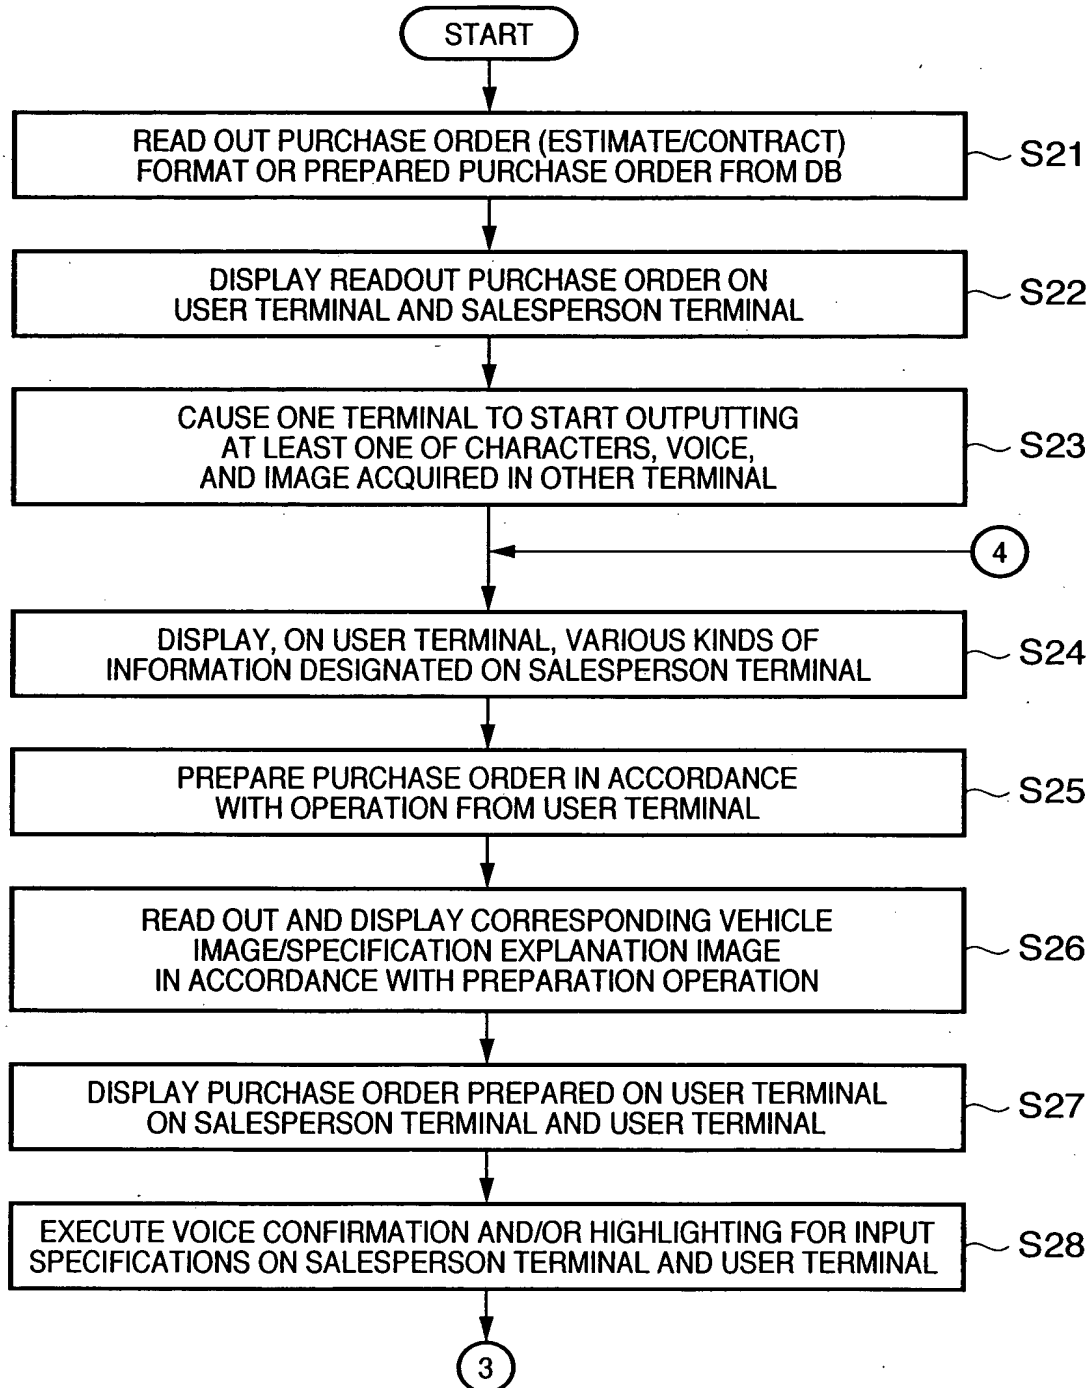 START
READ OUT PURCHASE ORDER (ESTIMATE/CONTRACT)
FORMAT OR PREPARED PURCHASE ORDER FROM DB
S21
DISPLAY READOUT PURCHASE ORDER ON
USER TERMINAL AND SALESPERSON TERMINAL
S22
CAUSE ONE TERMINAL TO START OUTPUTTING
AT LEAST ONE OF CHARACTERS, VOICE,
AND IMAGE ACQUIRED IN OTHER TERMINAL
S23
4
DISPLAY, ON USER TERMINAL, VARIOUS KINDS OF
INFORMATION DESIGNATED ON SALESPERSON TERMINAL
S24
PREPARE PURCHASE ORDER IN ACCORDANCE
WITH OPERATION FROM USER TERMINAL
S25
READ OUT AND DISPLAY CORRESPONDING VEHICLE
IMAGE/SPECIFICATION EXPLANATION IMAGE
IN ACCORDANCE WITH PREPARATION OPERATION
S26
DISPLAY PURCHASE ORDER PREPARED ON USER TERMINAL
ON SALESPERSON TERMINAL AND USER TERMINAL
S27
EXECUTE VOICE CONFIRMATION AND/OR HIGHLIGHTING FOR INPUT
SPECIFICATIONS ON SALESPERSON TERMINAL AND USER TERMINAL
S28
3